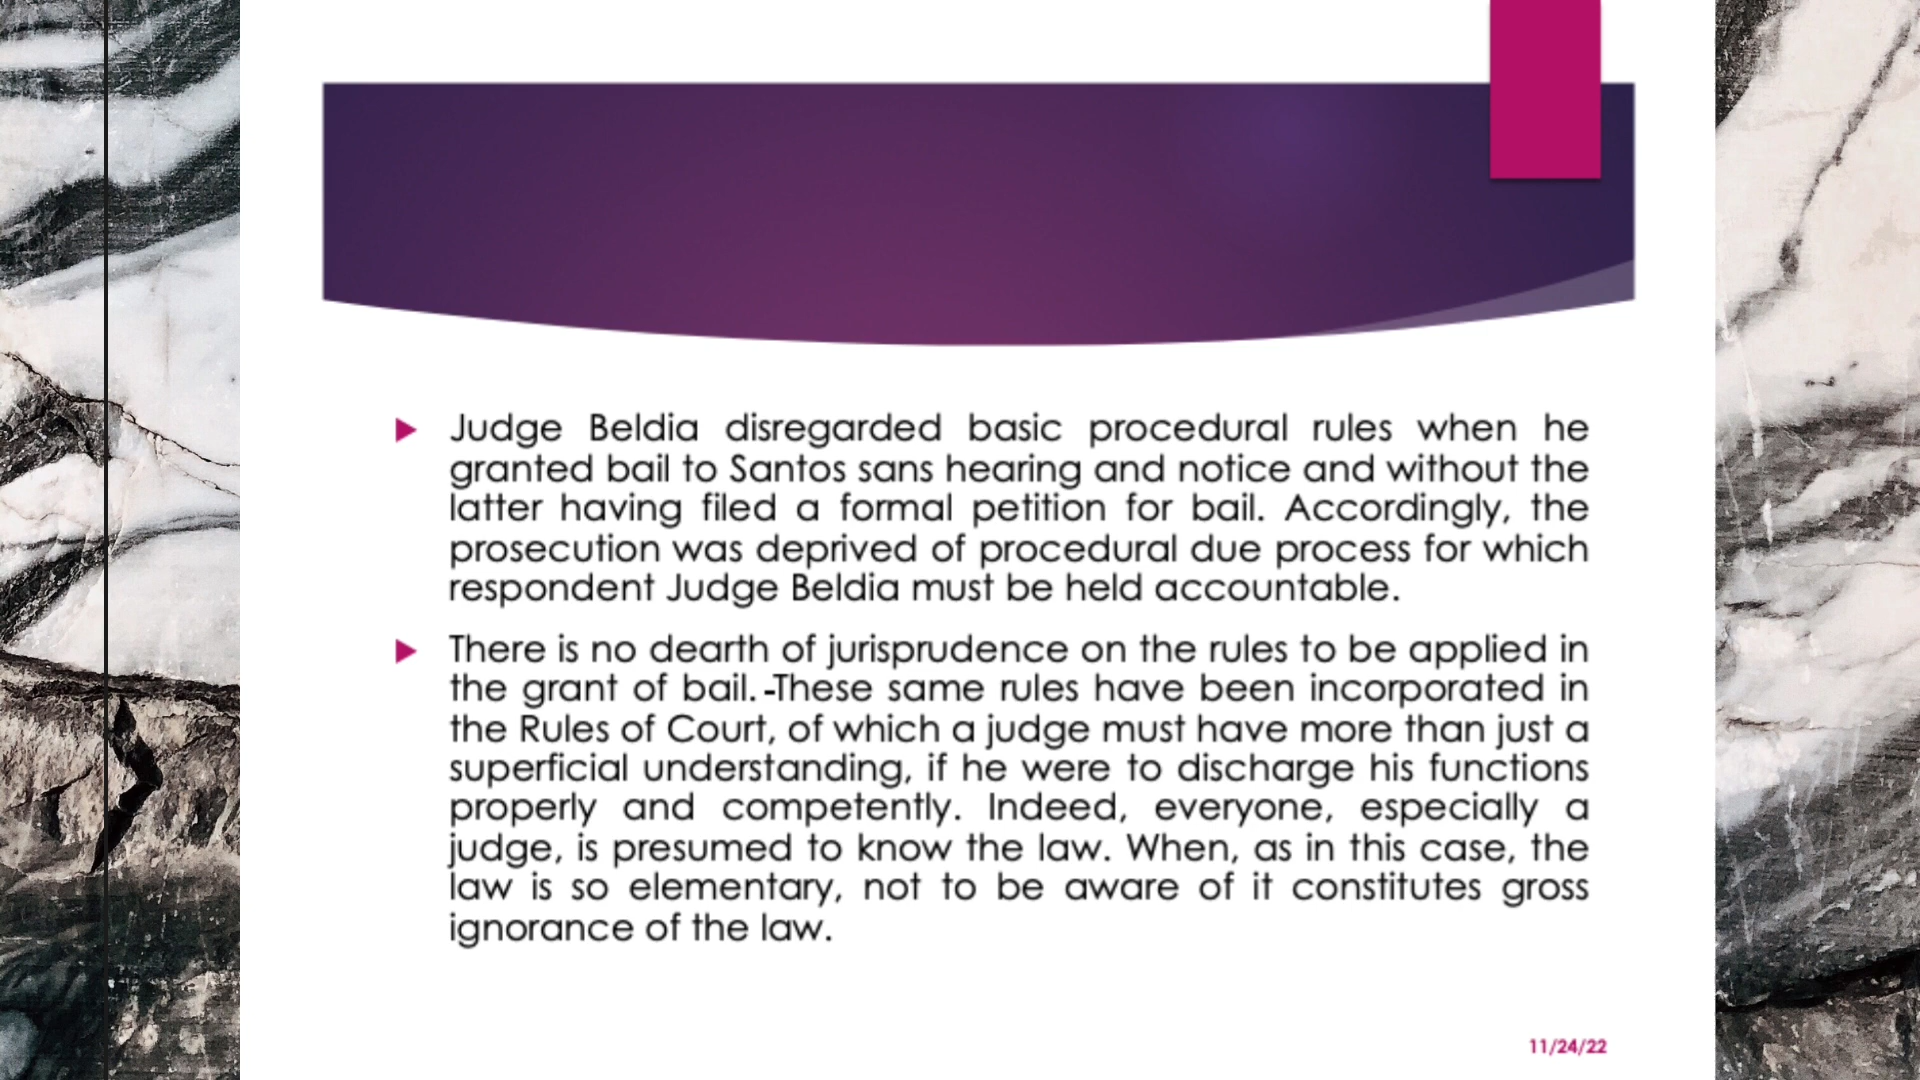 Judge Beldia disregarded basic procedural rules when he
granted bail to Santos sans hearing and notice and without the
latter having filed a formal petition for bail. Accordingly, the
prosecution was deprived of procedural due process for which
respondent Judge Beldia must be held accountable.
There is no dearth of jurisprudence on the rules to be applied in
the grant of bail. -These same rules have been incorporated in
the Rules of Court, of which a judge must have more than just a
superficial understanding, if he were to discharge his functions
properly and competently. Indeed, everyone, especially a
judge, is presumed to know the law. When, as in this case, the
law is so elementary, not to be aware of it constitutes gross
ignorance of the law.
11/24/22